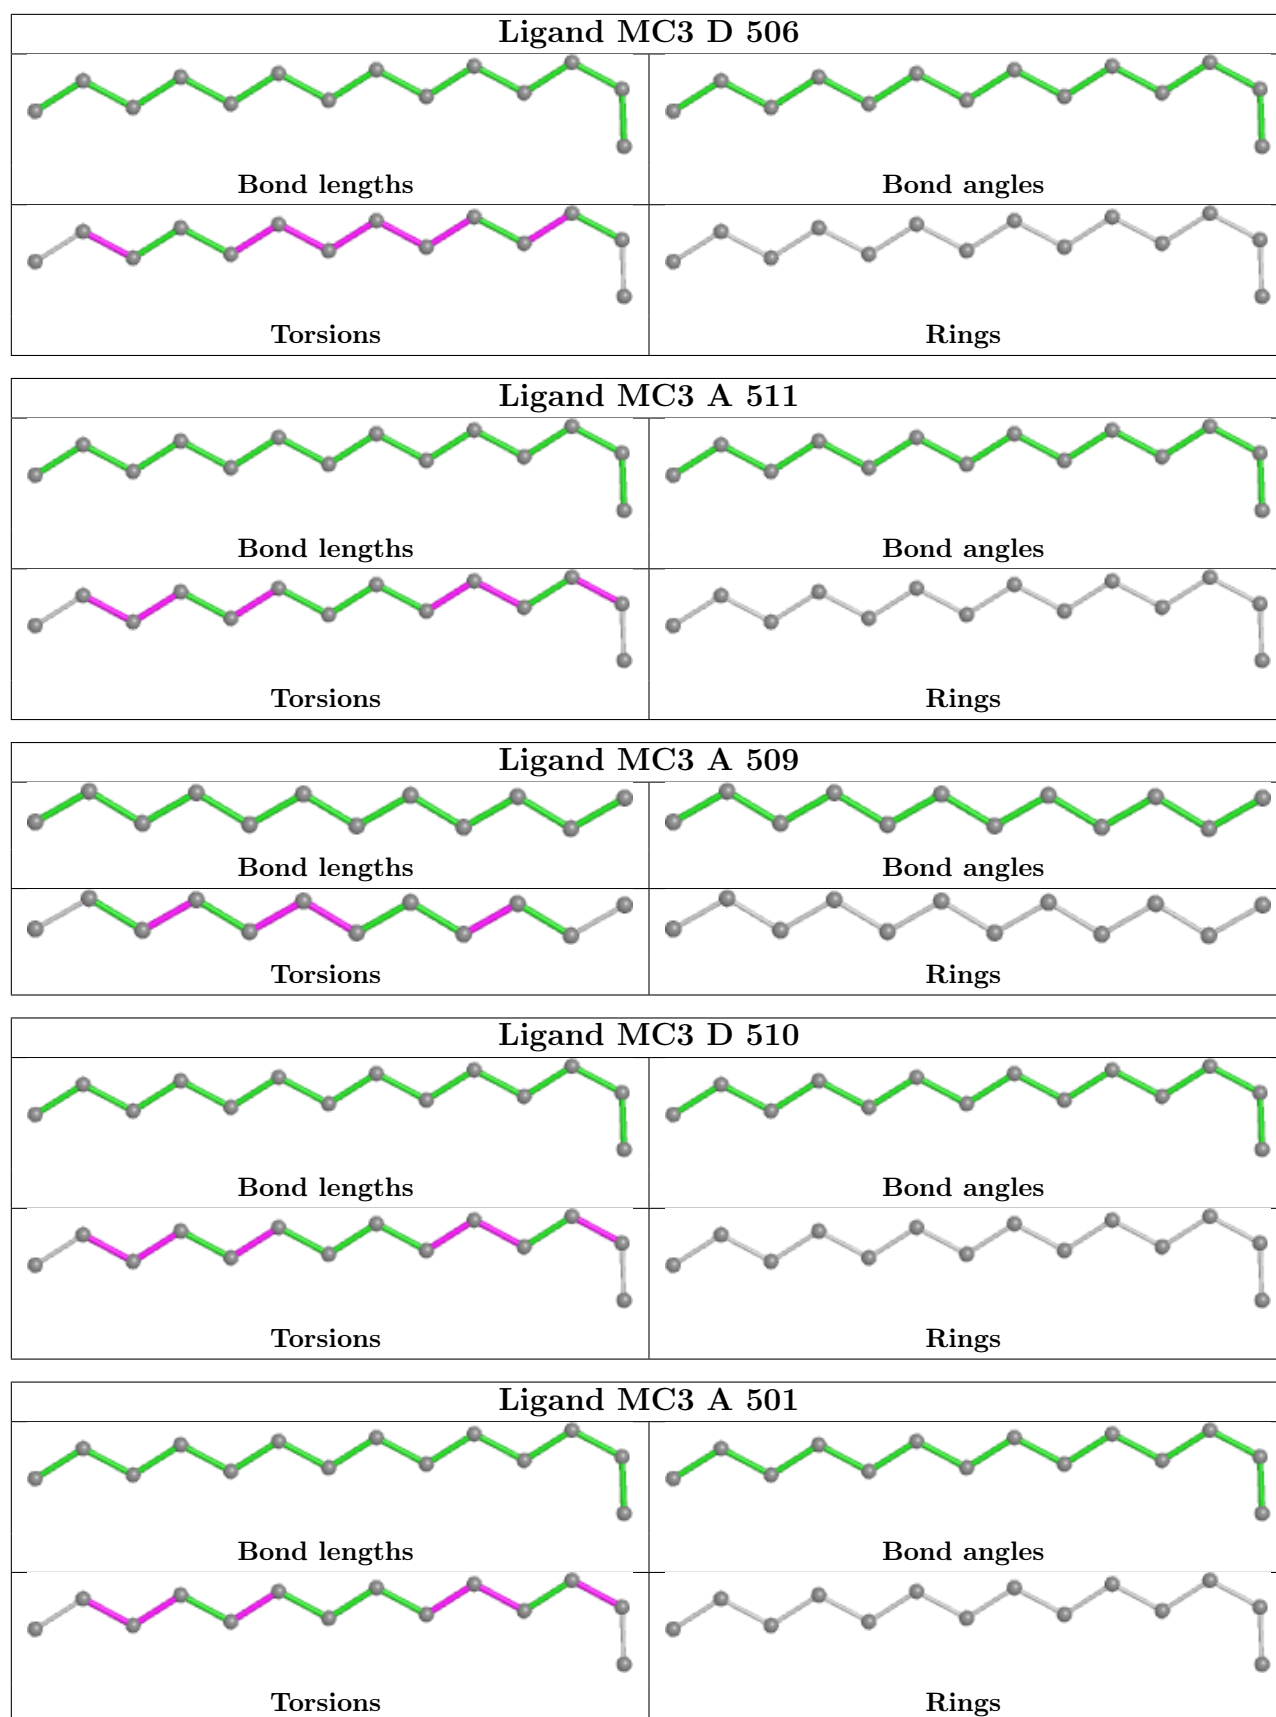 Ligand MC3 D 506
Bond lengths Bond angles
Torsions Rings
Ligand MC3 A 511
Bond lengths Bond angles
Torsions Rings
Ligand MC3 A 509
Bond lengths Bond angles
Torsions Rings
Ligand MC3 D 510
Bond lengths Bond angles
Torsions Rings
Ligand MC3 A 501
Bond lengths Bond angles
Torsions Rings